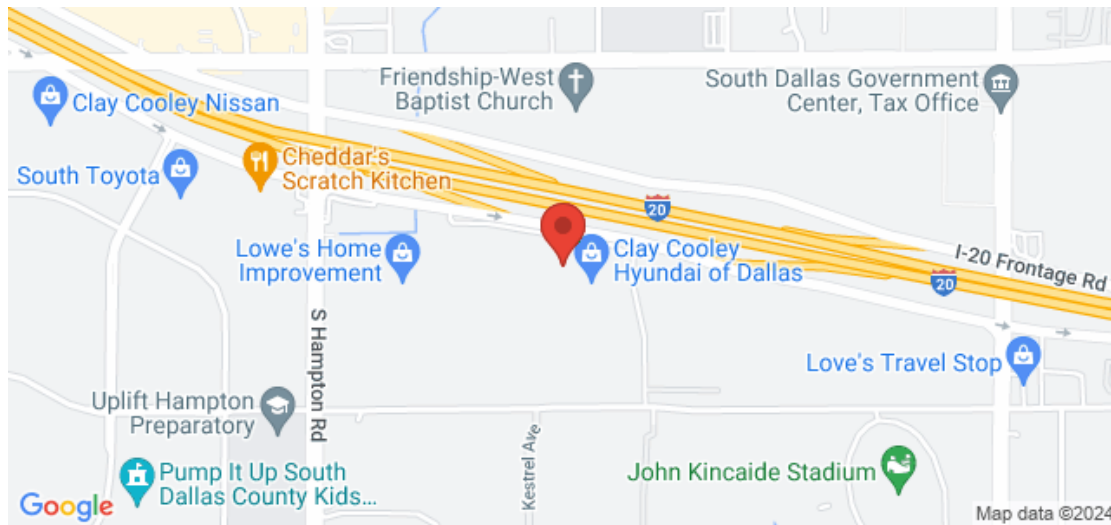 Friendship-West
Baptist Church
South Dallas Government
Center, Tax Office
Clay Cooley Nissan
Cheddar's
Scratch Kitchen
South Toyota
20
Lowe's Home
Improvement
Clay Cooley
Hyundai of Dallas
I-20 Frontage Rd
20
S Hampton Rd
Love's Travel Stop
Uplift Hampton
Preparatory
Kestrel Ave
Pump It Up South
Dallas County Kids...
John Kincaide Stadium
Google
Map data ©2024